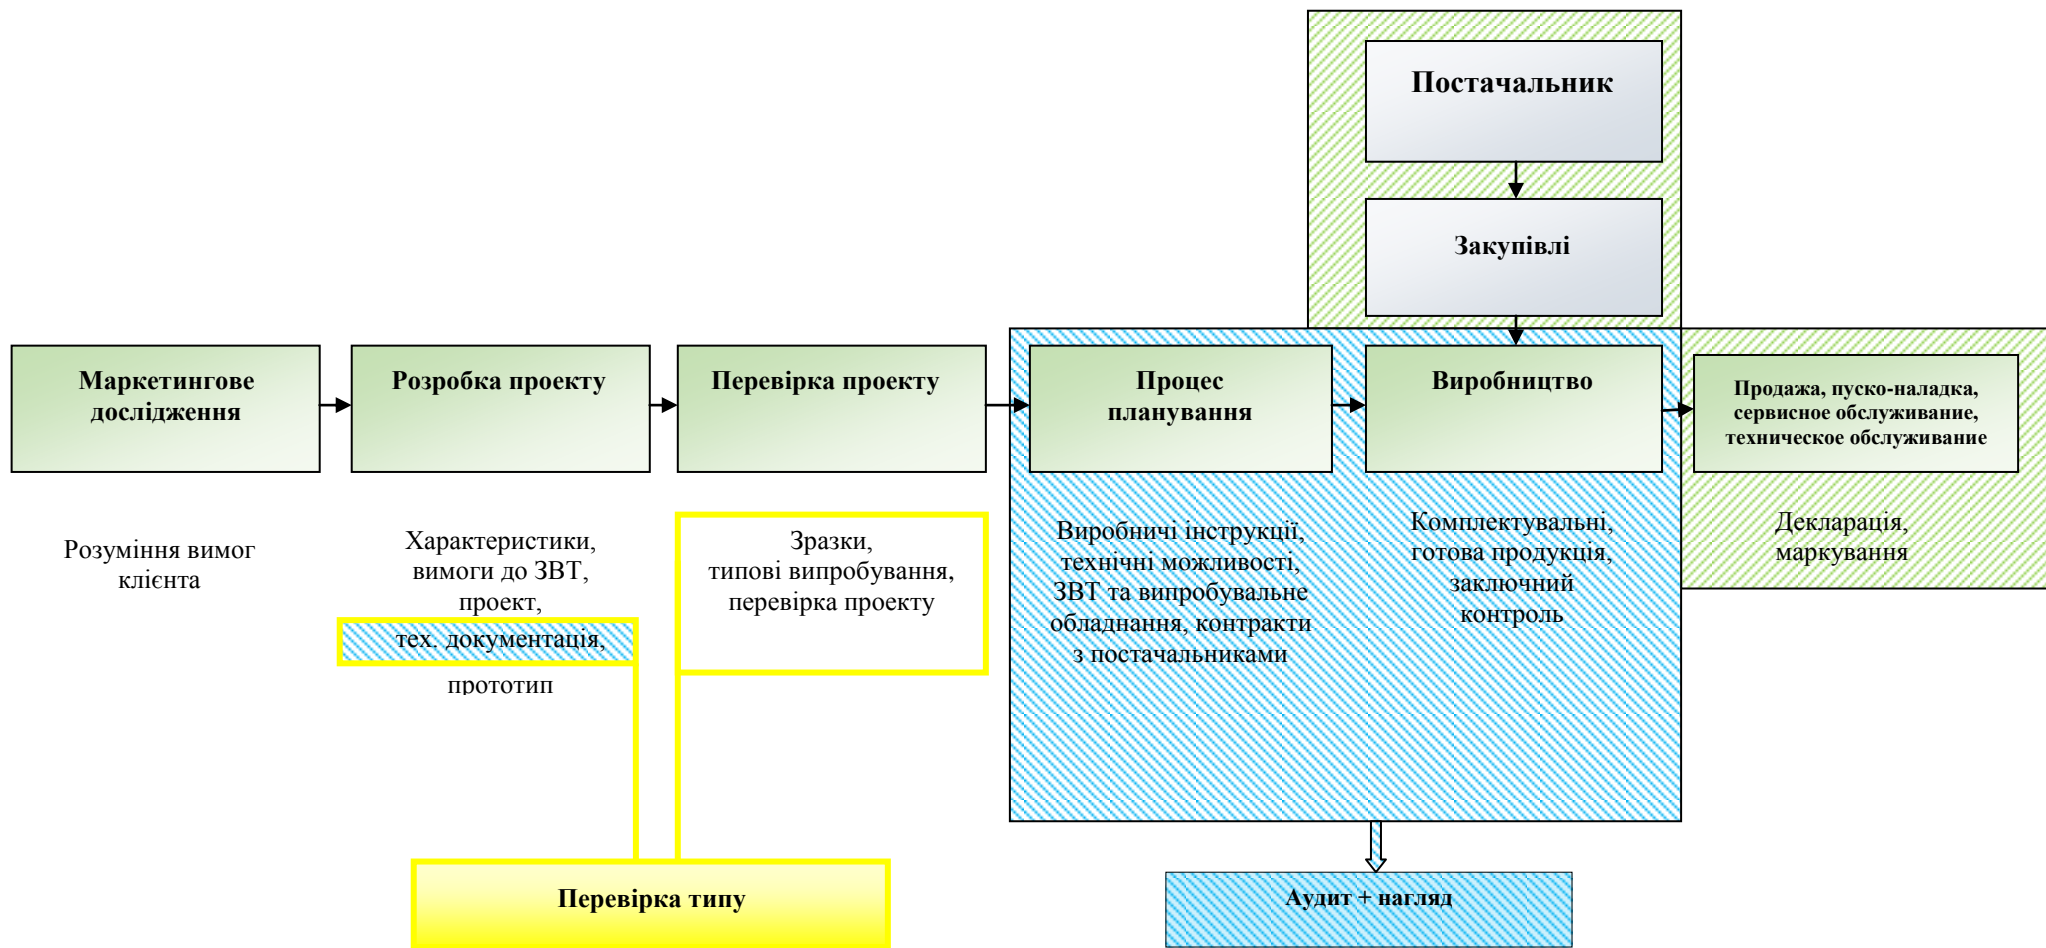 Постачальник
Закупівлі
Маркетингове
дослідження
Розробка проекту
Перевірка проекту
Процес
планування
Виробництво
Продажа, пуско-наладка,
сервисное обслуживание,
техническое обслуживание
Розуміння вимог
клієнта
Характеристики,
вимоги до ЗВТ,
проект,
тех. документація,
прототип
Зразки,
типові випробування,
перевірка проекту
Виробничі інструкції,
технічні можливості,
ЗВТ та випробувальне
обладнання, контракти
з постачальниками
Комплектувальні,
готова продукція,
заключний
контроль
Декларація,
маркування
Перевірка типу
Аудит + нагляд